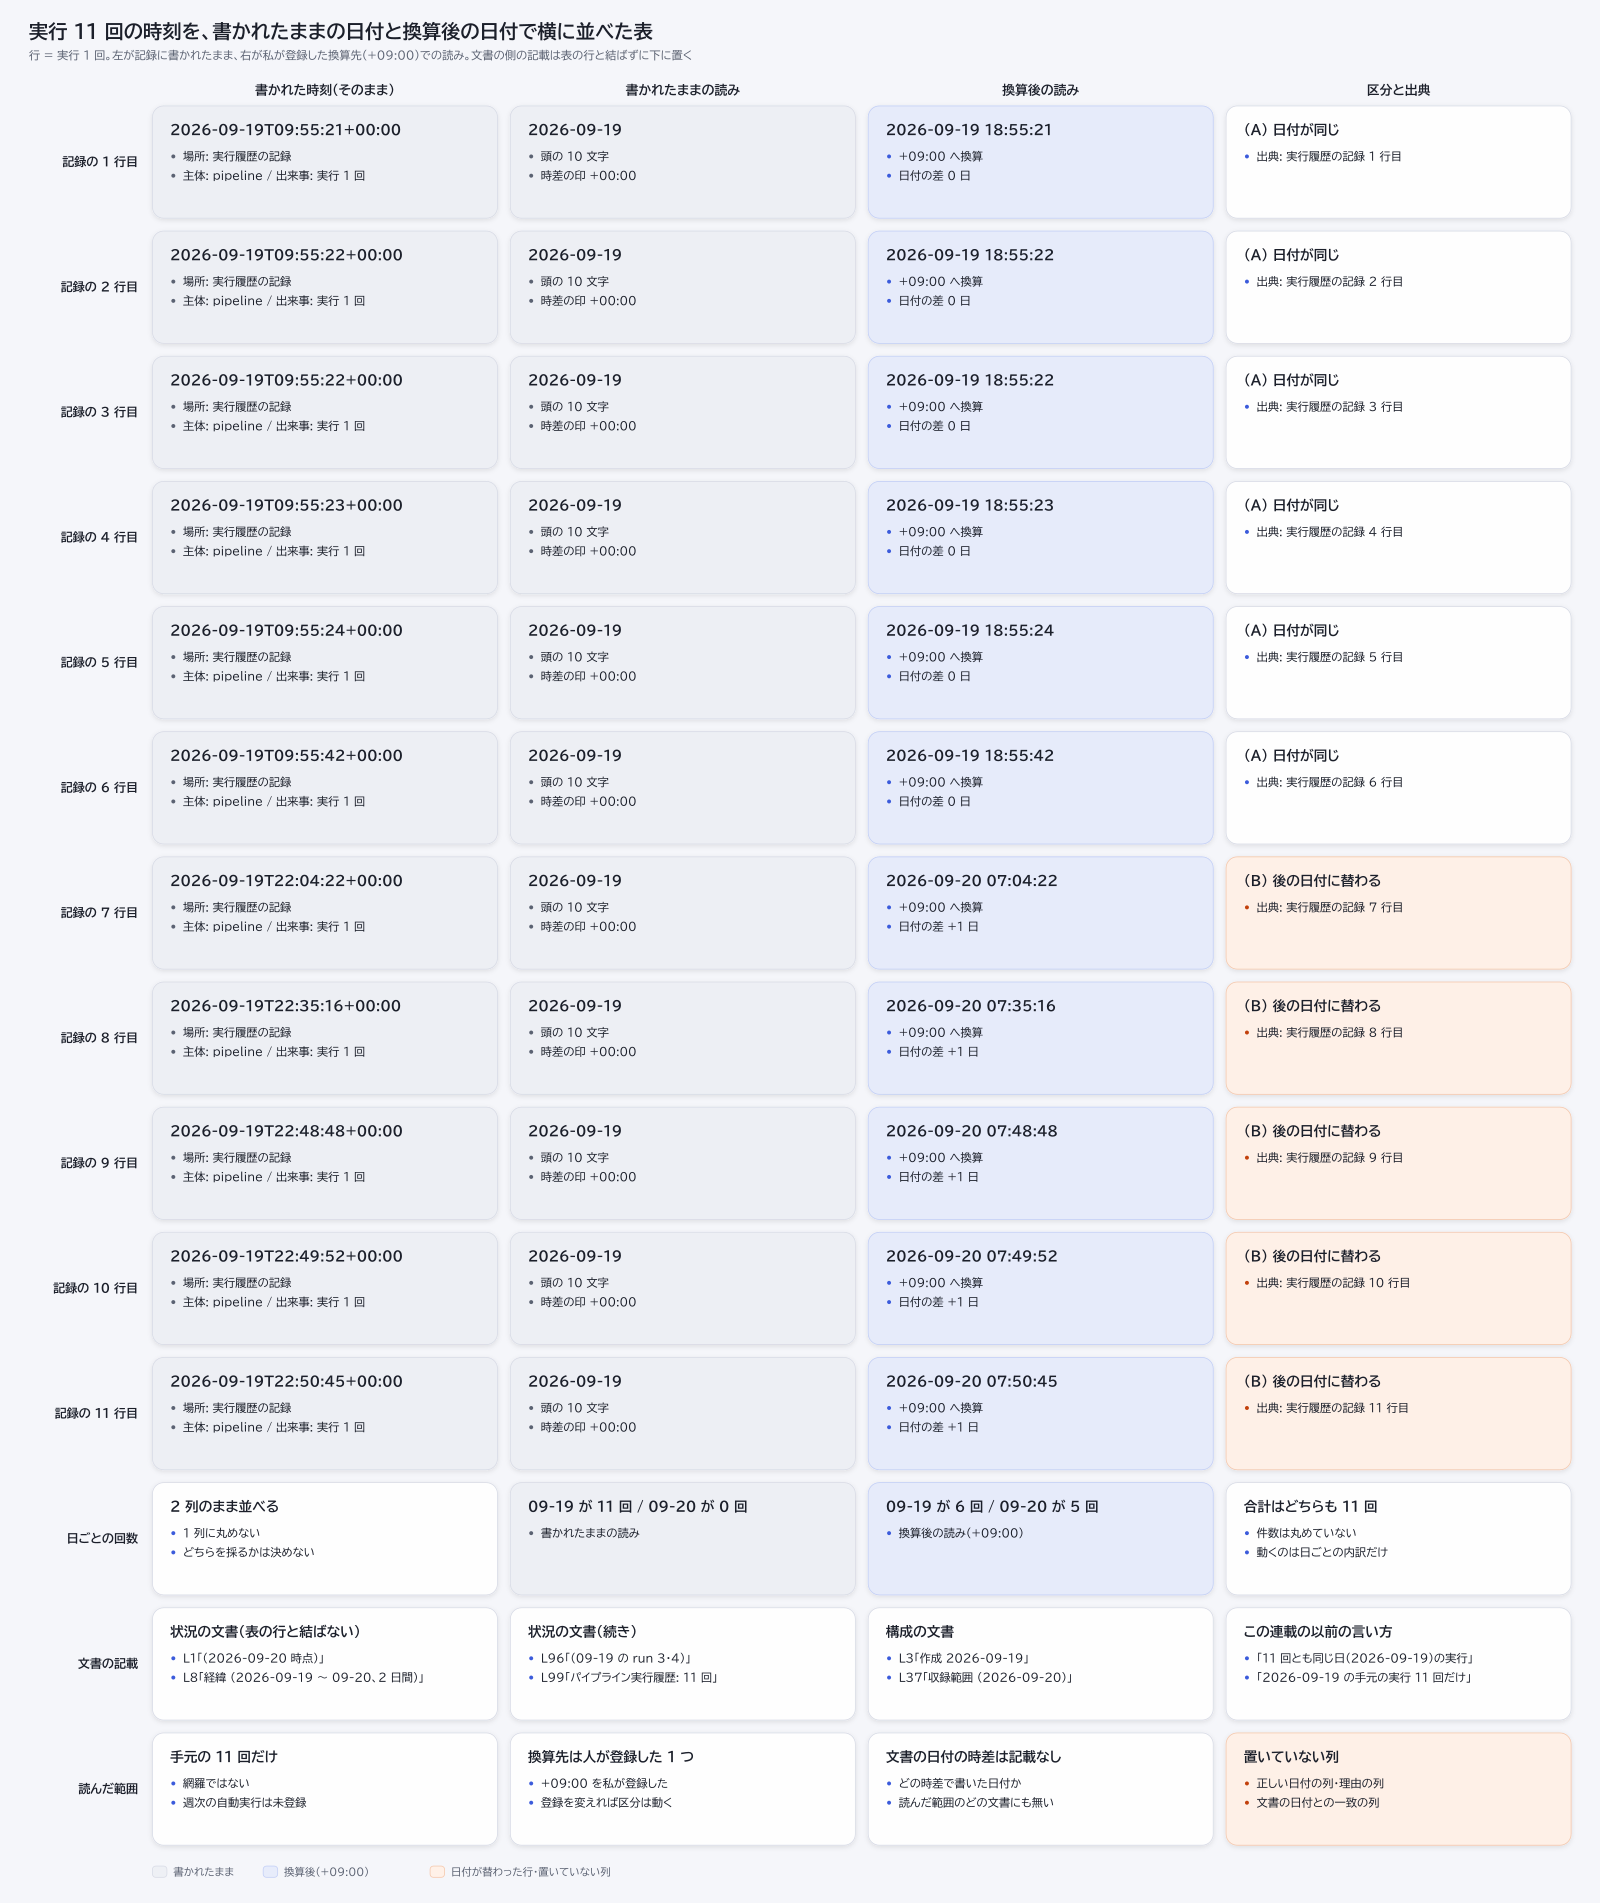 実行 11 回の時刻を、書かれたままの日付と換算後の日付で横に並べた表
行 = 実行 1 回。左が記録に書かれたまま、右が私が登録した換算先(+09:00)での読み。文書の側の記載は表の行と結ばずに下に置く
書かれた時刻(そのまま)
書かれたままの読み
換算後の読み
区分と出典
記録の 1 行目
2026-09-19T09:55:21+00:00
• 場所: 実行履歴の記録
• 主体: pipeline / 出来事: 実行 1 回
2026-09-19
• 頭の 10 文字
• 時差の印 +00:00
2026-09-19 18:55:21
• +09:00 へ換算
• 日付の差 0 日
(A) 日付が同じ
• 出典: 実行履歴の記録 1 行目
記録の 2 行目
2026-09-19T09:55:22+00:00
• 場所: 実行履歴の記録
• 主体: pipeline / 出来事: 実行 1 回
2026-09-19
• 頭の 10 文字
• 時差の印 +00:00
2026-09-19 18:55:22
• +09:00 へ換算
• 日付の差 0 日
(A) 日付が同じ
• 出典: 実行履歴の記録 2 行目
記録の 3 行目
2026-09-19T09:55:22+00:00
• 場所: 実行履歴の記録
• 主体: pipeline / 出来事: 実行 1 回
2026-09-19
• 頭の 10 文字
• 時差の印 +00:00
2026-09-19 18:55:22
• +09:00 へ換算
• 日付の差 0 日
(A) 日付が同じ
• 出典: 実行履歴の記録 3 行目
記録の 4 行目
2026-09-19T09:55:23+00:00
• 場所: 実行履歴の記録
• 主体: pipeline / 出来事: 実行 1 回
2026-09-19
• 頭の 10 文字
• 時差の印 +00:00
2026-09-19 18:55:23
• +09:00 へ換算
• 日付の差 0 日
(A) 日付が同じ
• 出典: 実行履歴の記録 4 行目
記録の 5 行目
2026-09-19T09:55:24+00:00
• 場所: 実行履歴の記録
• 主体: pipeline / 出来事: 実行 1 回
2026-09-19
• 頭の 10 文字
• 時差の印 +00:00
2026-09-19 18:55:24
• +09:00 へ換算
• 日付の差 0 日
(A) 日付が同じ
• 出典: 実行履歴の記録 5 行目
記録の 6 行目
2026-09-19T09:55:42+00:00
• 場所: 実行履歴の記録
• 主体: pipeline / 出来事: 実行 1 回
2026-09-19
• 頭の 10 文字
• 時差の印 +00:00
2026-09-19 18:55:42
• +09:00 へ換算
• 日付の差 0 日
(A) 日付が同じ
• 出典: 実行履歴の記録 6 行目
記録の 7 行目
2026-09-19T22:04:22+00:00
• 場所: 実行履歴の記録
• 主体: pipeline / 出来事: 実行 1 回
2026-09-19
• 頭の 10 文字
• 時差の印 +00:00
2026-09-20 07:04:22
• +09:00 へ換算
• 日付の差 +1 日
(B) 後の日付に替わる
• 出典: 実行履歴の記録 7 行目
記録の 8 行目
2026-09-19T22:35:16+00:00
• 場所: 実行履歴の記録
• 主体: pipeline / 出来事: 実行 1 回
2026-09-19
• 頭の 10 文字
• 時差の印 +00:00
2026-09-20 07:35:16
• +09:00 へ換算
• 日付の差 +1 日
(B) 後の日付に替わる
• 出典: 実行履歴の記録 8 行目
記録の 9 行目
2026-09-19T22:48:48+00:00
• 場所: 実行履歴の記録
• 主体: pipeline / 出来事: 実行 1 回
2026-09-19
• 頭の 10 文字
• 時差の印 +00:00
2026-09-20 07:48:48
• +09:00 へ換算
• 日付の差 +1 日
(B) 後の日付に替わる
• 出典: 実行履歴の記録 9 行目
記録の 10 行目
2026-09-19T22:49:52+00:00
• 場所: 実行履歴の記録
• 主体: pipeline / 出来事: 実行 1 回
2026-09-19
• 頭の 10 文字
• 時差の印 +00:00
2026-09-20 07:49:52
• +09:00 へ換算
• 日付の差 +1 日
(B) 後の日付に替わる
• 出典: 実行履歴の記録 10 行目
記録の 11 行目
2026-09-19T22:50:45+00:00
• 場所: 実行履歴の記録
• 主体: pipeline / 出来事: 実行 1 回
2026-09-19
• 頭の 10 文字
• 時差の印 +00:00
2026-09-20 07:50:45
• +09:00 へ換算
• 日付の差 +1 日
(B) 後の日付に替わる
• 出典: 実行履歴の記録 11 行目
日ごとの回数
2 列のまま並べる
• 1 列に丸めない
• どちらを採るかは決めない
09-19 が 11 回 / 09-20 が 0 回
• 書かれたままの読み
09-19 が 6 回 / 09-20 が 5 回
• 換算後の読み(+09:00)
合計はどちらも 11 回
• 件数は丸めていない
• 動くのは日ごとの内訳だけ
文書の記載
状況の文書(表の行と結ばない)
• L1「(2026-09-20 時点)」
• L8「経緯 (2026-09-19 〜 09-20、2 日間)」
状況の文書(続き)
• L96「(09-19 の run 3・4)」
• L99「パイプライン実行履歴: 11 回」
構成の文書
• L3「作成 2026-09-19」
• L37「収録範囲 (2026-09-20)」
この連載の以前の言い方
• 「11 回とも同じ日(2026-09-19)の実行」
• 「2026-09-19 の手元の実行 11 回だけ」
読んだ範囲
手元の 11 回だけ
• 網羅ではない
• 週次の自動実行は未登録
換算先は人が登録した 1 つ
• +09:00 を私が登録した
• 登録を変えれば区分は動く
文書の日付の時差は記載なし
• どの時差で書いた日付か
• 読んだ範囲のどの文書にも無い
置いていない列
• 正しい日付の列・理由の列
• 文書の日付との一致の列
書かれたまま
換算後(+09:00)
日付が替わった行・置いていない列